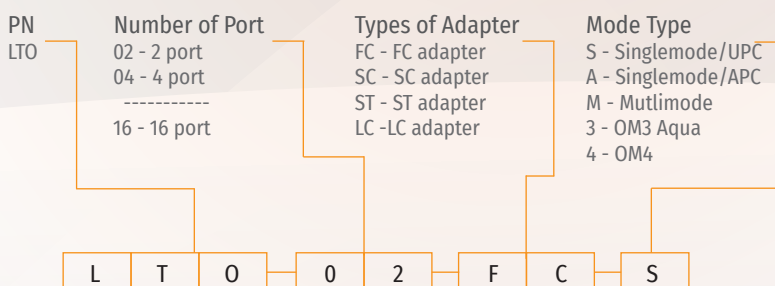 PN
LTO
Number of Port
02 - 2 port
04 - 4 port
-----------
16 - 16 port
Types of Adapter
FC - FC adapter
SC - SC adapter
ST - ST adapter
LC -LC adapter
Mode Type
S - Singlemode/UPC
A - Singlemode/APC
M - Mutlimode
3 - OM3 Aqua
4 - OM4
L T O 0 2 F C S